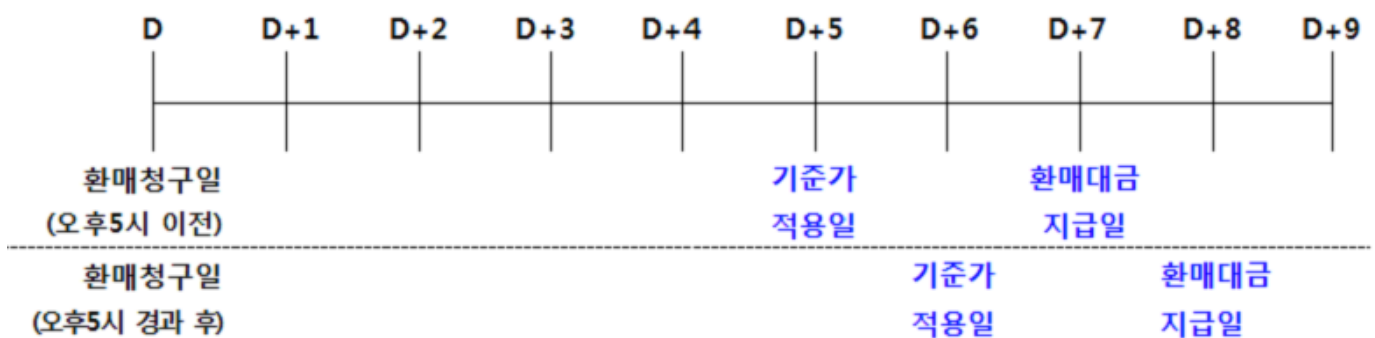 D D+1 D+2 D+3 D+4 D+5 D+6 D+7 D+8 D+9
환매청구일 기준가 환매대금
(오후5시 이전) 적용일 지급일
환매청구일 기준가 환매대금
(오후5시 경과 후) 적용일 지급일